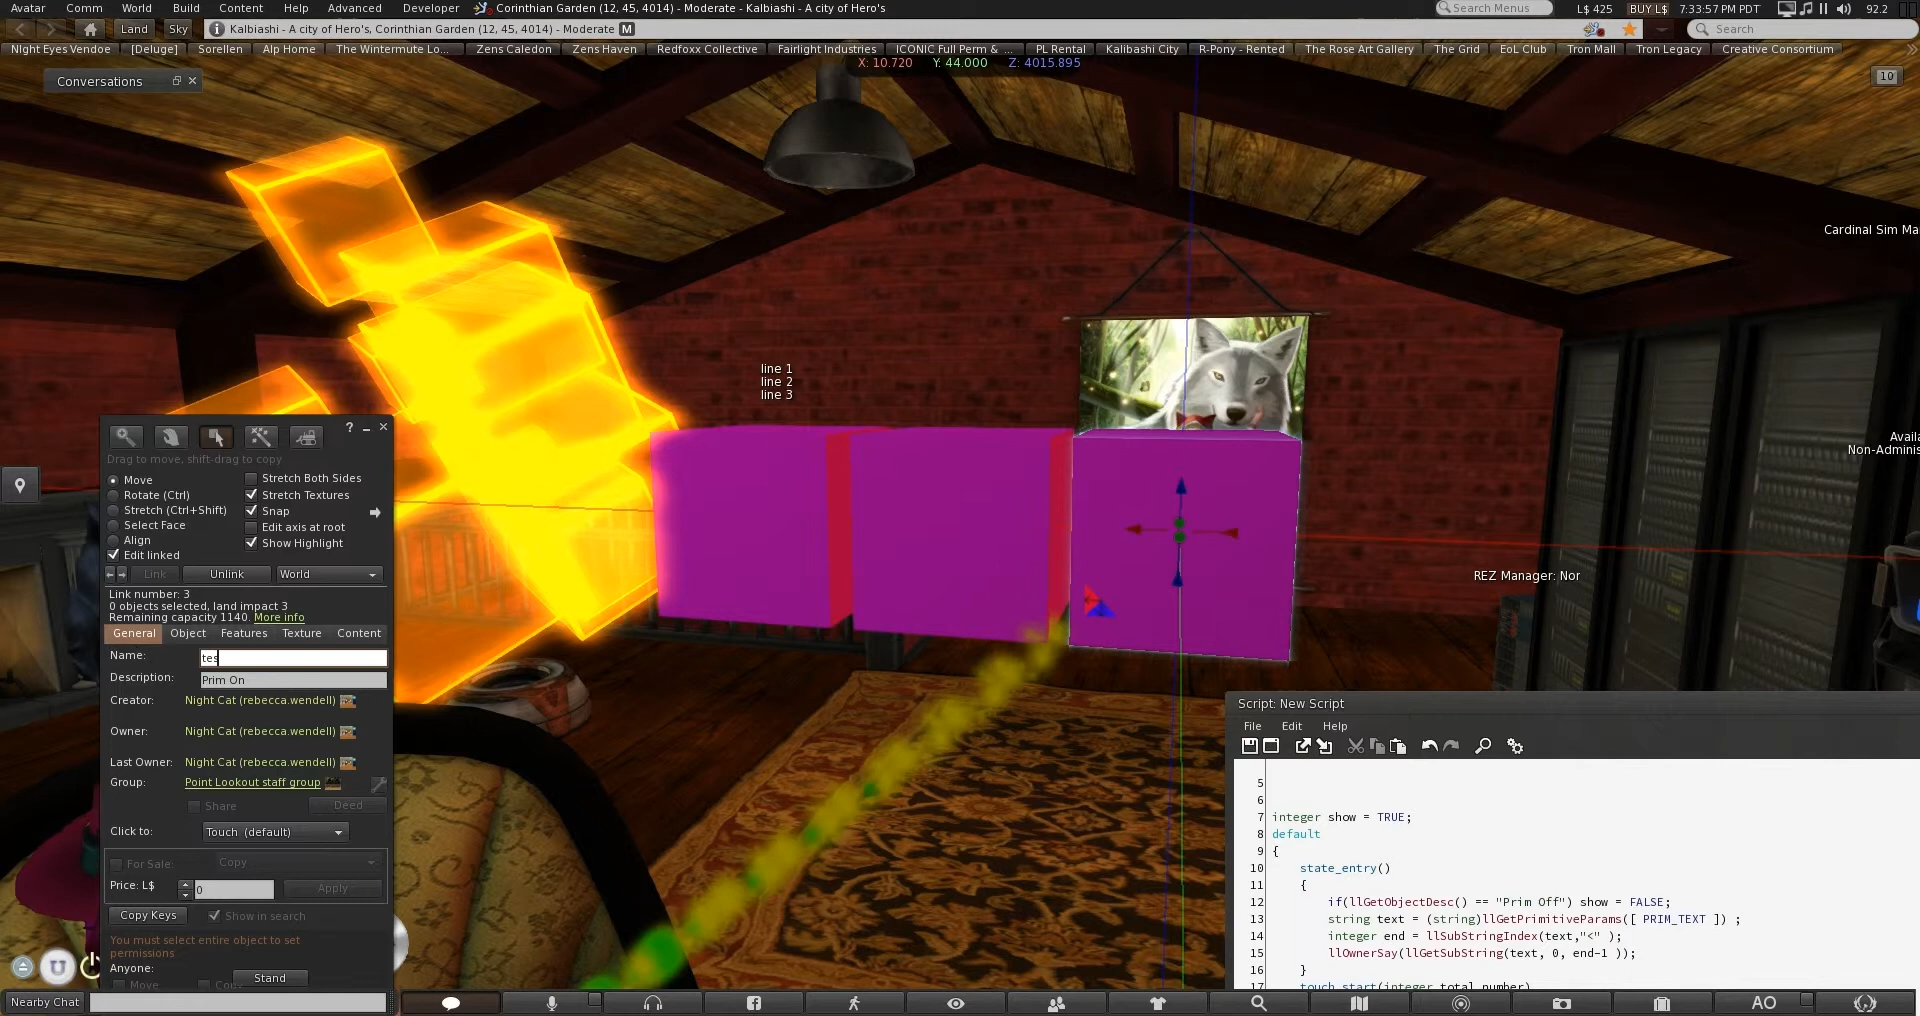 Avatar Comm World Build Content Help Advanced Developer Corinthian Garden (12, 45, 4014) - Moderate - Kalbiashi - A city of Hero's Search Menus L$ 425 BUY L$ 7:33:57 PM PDT 92.2
Land Sky Kalbiashi - A city of Hero's, Corinthian Garden (12, 45, 4014) - Moderate M Search
NIght Eyes Vendoe [Deluge] Sorellen Alp Home The Wintermute Lo... Zens Caledon Zens Haven Redfoxx Collective Fairlight Industries ICONIC Full Perm & ... PL Rental Kalibashi City R-Pony - Rented The Rose Art Gallery The Grid EoL Club Tron Mall Tron Legacy Creative Consortium
X: 10.720 Y: 44.000 Z: 4015.895
Conversations
10
Cardinal Sim Ma
line 1
line 2
line 3
Availa
Non-Adminis
REZ Manager: Nor
?
Drag to move, shift-drag to copy
Move
Rotate (Ctrl)
Stretch (Ctrl+Shift)
Select Face
Align
Edit linked
Stretch Both Sides
Stretch Textures
Snap
Edit axis at root
Show Highlight
Link Unlink World
Link number: 3
0 objects selected, land impact 3
Remaining capacity 1140. More info
General Object Features Texture Content
Name: tes
Description: Prim On
Creator: Night Cat (rebecca.wendell)
Owner: Night Cat (rebecca.wendell)
Last Owner: Night Cat (rebecca.wendell)
Group: Point Lookout staff group
Share Deed
Click to: Touch (default)
For Sale: Copy
Price: L$ 0 Apply
Copy Keys Show in search
You must select entire object to set
permissions
Anyone:
Stand
Move Copy
Script: New Script
File Edit Help
5
6
7 integer show = TRUE;
8 default
9 {
10 state_entry()
11 {
12 if(llGetObjectDesc() == "Prim Off") show = FALSE;
13 string text = (string)llGetPrimitiveParams([ PRIM_TEXT ]) ;
14 integer end = llSubStringIndex(text,"<" );
15 llOwnerSay(llGetSubString(text, 0, end-1 ));
16 }
17 touch_start(integer total_number)
Nearby Chat AO